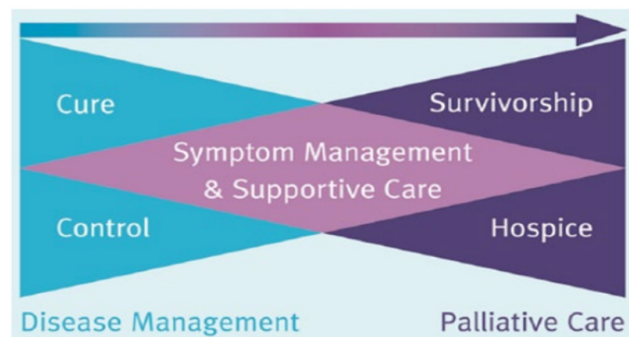 Cure
Survivorship
Symptom Management
& Supportive Care
Control
Hospice
Disease Management
Palliative Care